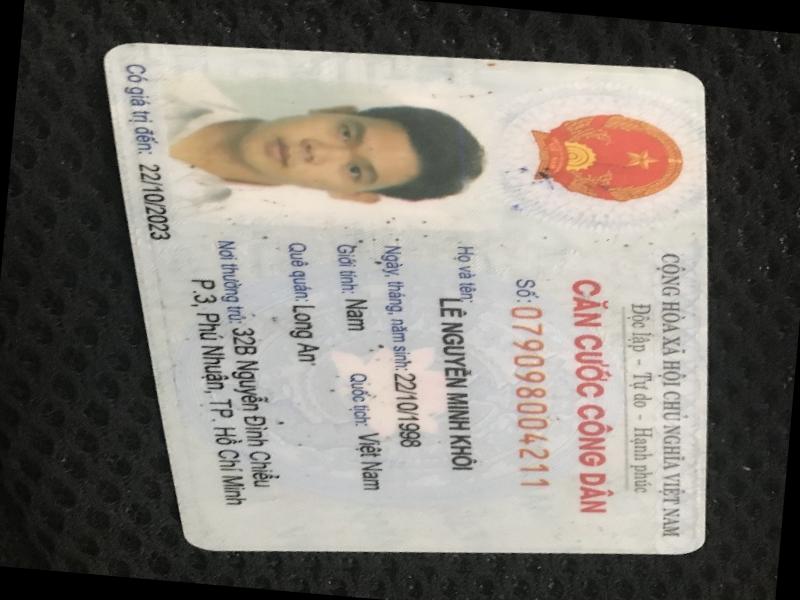 CỘNG HÒA XÃ HỘI CHỦ NGHĨA VIỆT NAM
Độc lập - Tự do - Hạnh phúc
CĂN CƯỚC CÔNG DÂN
Số: 079098004211
Họ và tên: LÊ NGUYỄN MINH KHÔI
Ngày, tháng, năm sinh: 22/10/1998
Giới tính: Nam Quốc tịch: Việt Nam
Quê quán: Long An
Nơi thường trú: 32B Nguyễn Đình Chiểu
P.3, Phú Nhuận, TP. Hồ Chí Minh
Có giá trị đến: 22/10/2023